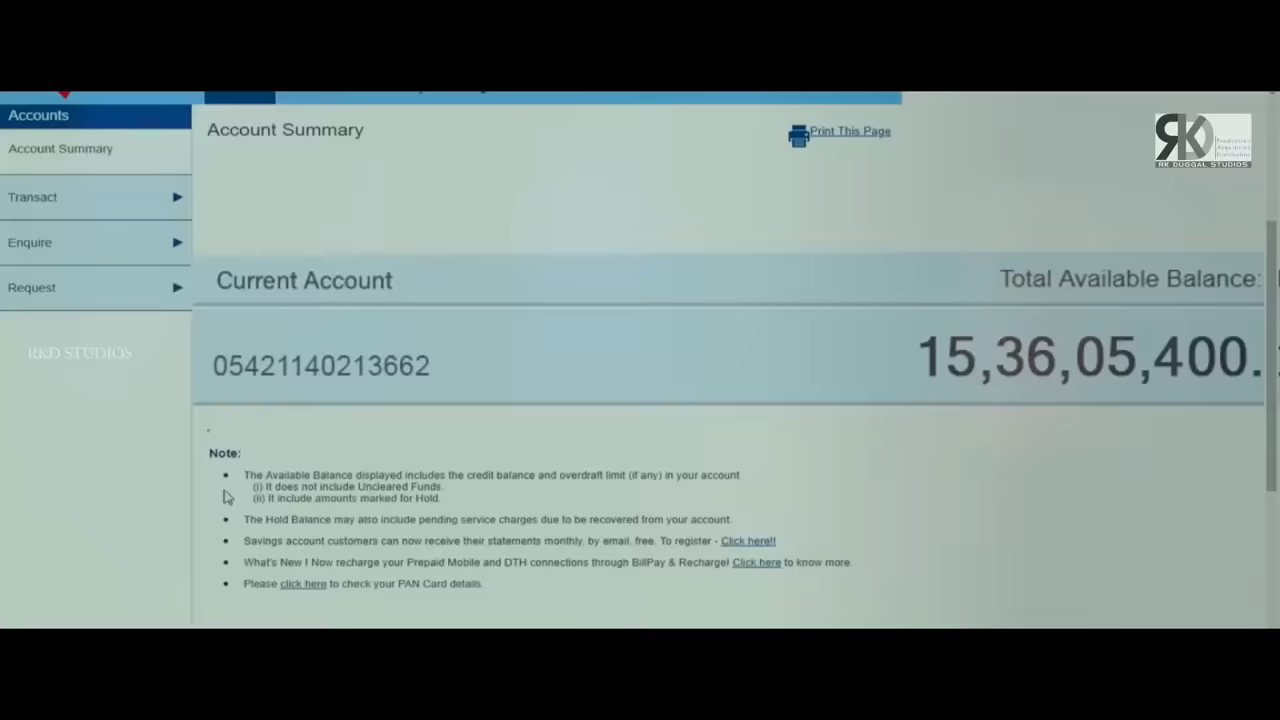 Accounts
Account Summary
Print This Page
Account Summary
Transact
Enquire
Request
Current Account
Total Available Balance:
05421140213662
15,36,05,400.
RKD STUDIOS
RK DUGGAL STUDIOS
Note:
The Available Balance displayed includes the credit balance and overdraft limit (if any) in your account
(i) It does not include Uncleared Funds.
(ii) It include amounts marked for Hold.
The Hold Balance may also include pending service charges due to be recovered from your account.
Savings account customers can now receive their statements monthly, by email, free. To register - Click here!!
What's New ! Now recharge your Prepaid Mobile and DTH connections through BillPay & Recharge! Click here to know more.
Please click here to check your PAN Card details.